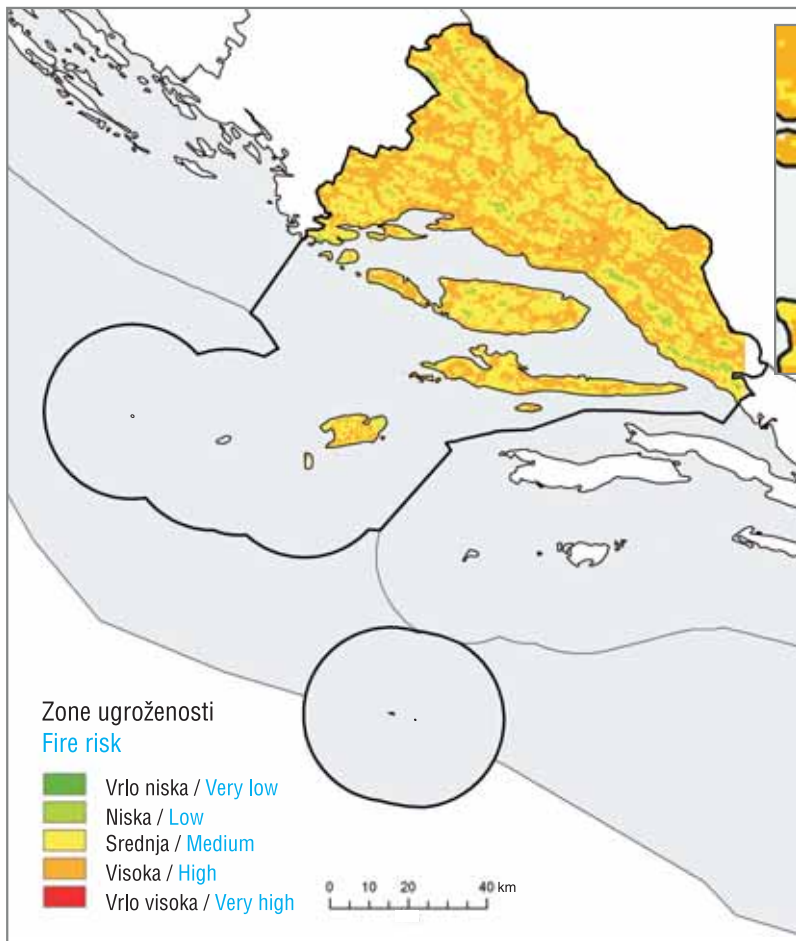 Zone ugroženosti
Fire risk
Vrlo niska / Very low
Niska / Low
Srednja / Medium
Visoka / High
Vrlo visoka / Very high
0 10 20 40 km